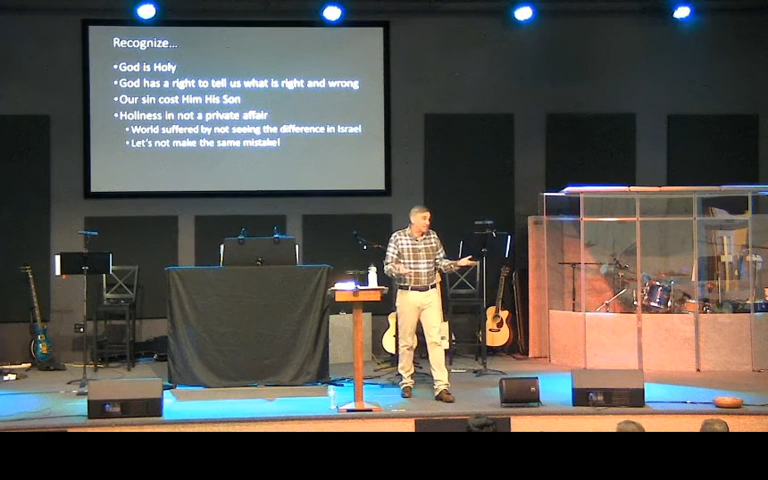 Recognize...
•God is Holy
•God has a right to tell us what is right and wrong
•Our sin cost Him His Son
•Holiness in not a private affair
•World suffered by not seeing the difference in Israel
•Let's not make the same mistake!